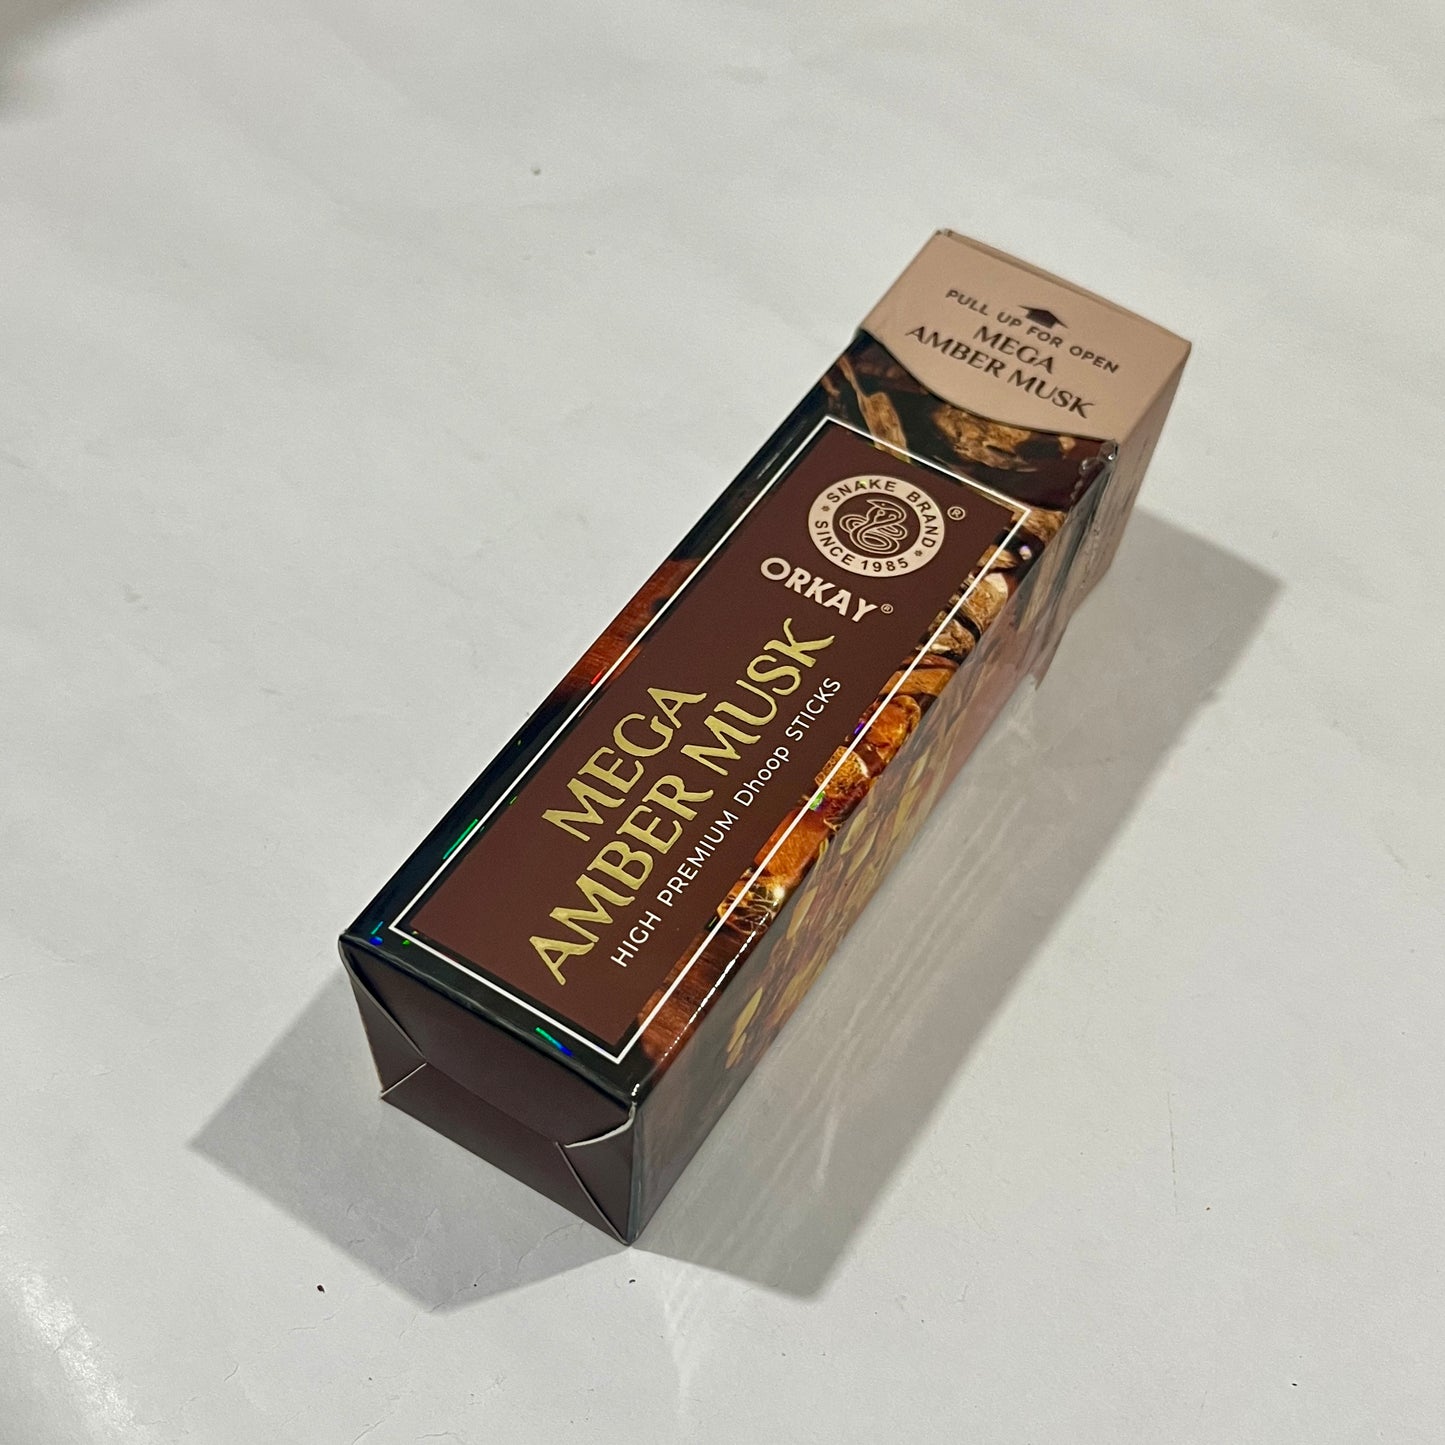 PULL UP FOR OPEN
MEGA
AMBER MUSK
SNAKE BRAND
SINCE 1985
®
ORKAY®
MEGA
AMBER MUSK
HIGH PREMIUM Dhoop STICKS